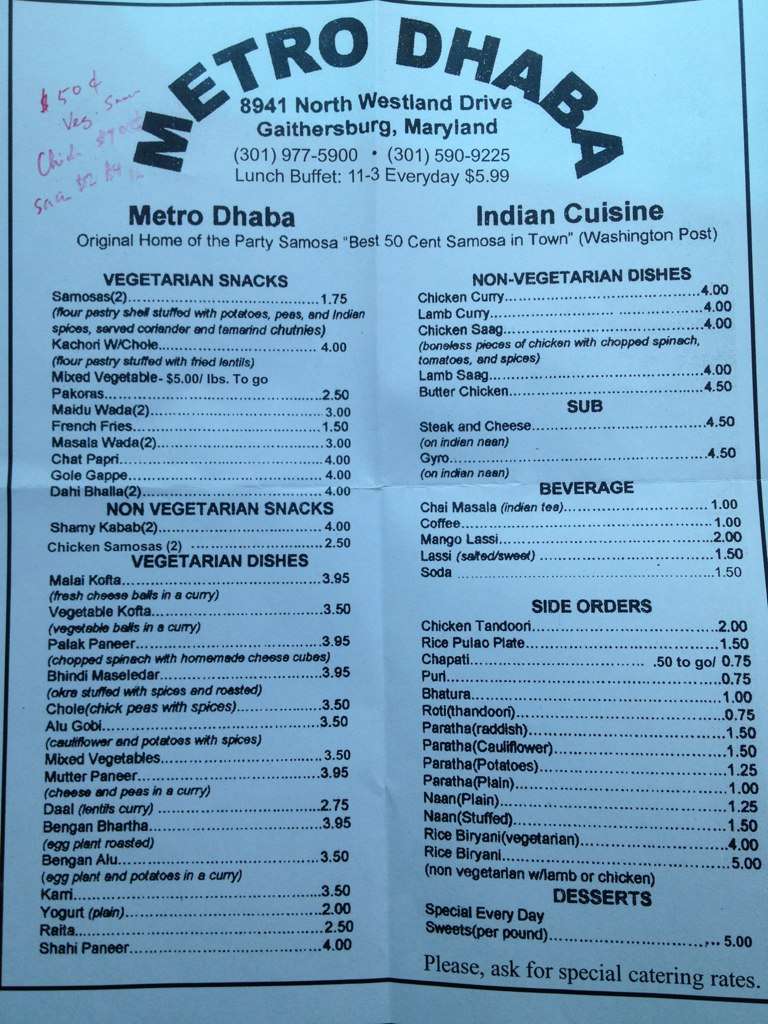 METRO DHABA
8941 North Westland Drive
Gaithersburg, Maryland
(301) 977-5900 • (301) 590-9225
Lunch Buffet: 11-3 Everyday $5.99
$50¢
Veg.
Metro Dhaba Indian Cuisine
Original Home of the Party Samosa "Best 50 Cent Samosa in Town" (Washington Post)
VEGETARIAN SNACKS
Samosas(2)....1.75
(flour pastry shell stuffed with potatoes, peas, and Indian
spices, served coriander and tamarind chutnies)
Kachori W/Chole....4.00
(flour pastry stuffed with fried lentils)
Mixed Vegetable- $5.00/ lbs. To go
Pakoras....2.50
Maidu Wada(2)....3.00
French Fries....1.50
Masala Wada(2)....3.00
Chat Papri....4.00
Gole Gappe....4.00
Dahi Bhalla(2)....4.00
NON VEGETARIAN SNACKS
Shamy Kabab(2)....4.00
Chicken Samosas (2) ....2.50
VEGETARIAN DISHES
Malai Kofta....3.95
(fresh cheese balls in a curry)
Vegetable Kofta....3.50
(vegetable balls in a curry)
Palak Paneer....3.95
(chopped spinach with homemade cheese cubes)
Bhindi Maseledar....3.95
(okra stuffed with spices and roasted)
Chole(chick peas with spices)....3.50
Alu Gobi....3.50
(cauliflower and potatoes with spices)
Mixed Vegetables....3.50
Mutter Paneer....3.95
(cheese and peas in a curry)
Daal (lentils curry) ....2.75
Bengan Bhartha....3.95
(egg plant roasted)
Bengan Alu....3.50
(egg plant and potatoes in a curry)
Karri....3.50
Yogurt (plain)....2.00
Raita....2.50
Shahi Paneer....4.00
NON-VEGETARIAN DISHES
Chicken Curry....4.00
Lamb Curry....4.00
Chicken Saag....4.00
(boneless pieces of chicken with chopped spinach,
tomatoes, and spices)
Lamb Saag....4.00
Butter Chicken....4.50
SUB
Steak and Cheese....4.50
(on indian naan)
Gyro....4.50
(on indian naan)
BEVERAGE
Chai Masala (indian tea)....1.00
Coffee....1.00
Mango Lassi....2.00
Lassi (salted/sweet) ....1.50
Soda ....1.50
SIDE ORDERS
Chicken Tandoori....2.00
Rice Pulao Plate....1.50
Chapati.... .50 to go/ 0.75
Puri....0.75
Bhatura....1.00
Roti(thandoori)....0.75
Paratha(raddish)....1.50
Paratha(Cauliflower)....1.50
Paratha(Potatoes)....1.25
Paratha(Plain)....1.00
Naan(Plain)....1.25
Naan(Stuffed)....1.50
Rice Biryani(vegetarian)....4.00
Rice Biryani....5.00
(non vegetarian w/lamb or chicken)
DESSERTS
Special Every Day
Sweets(per pound)....5.00
Please, ask for special catering rates.